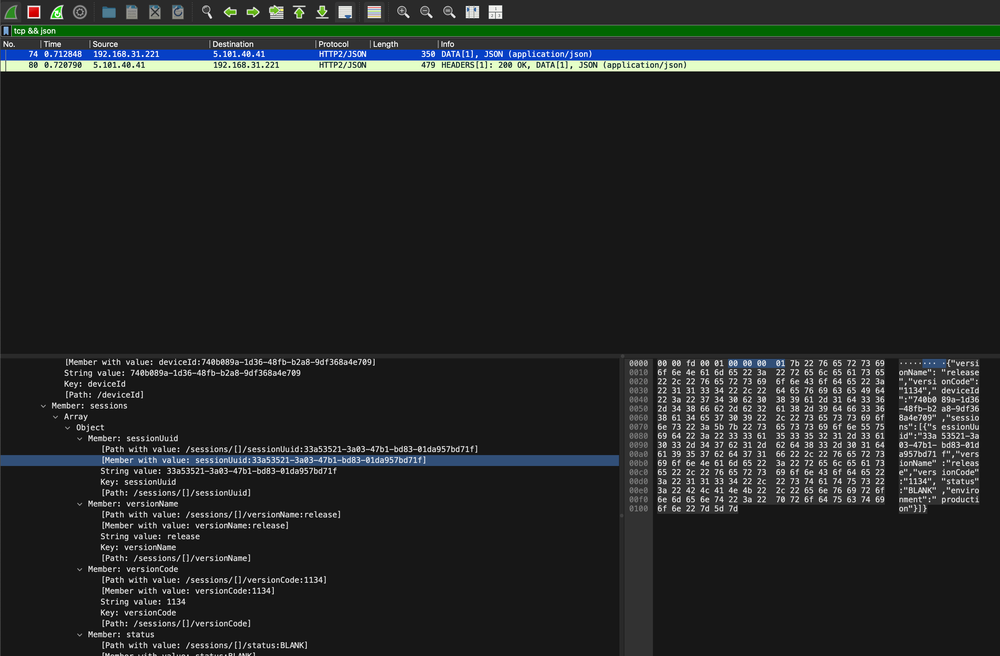 1
2 3
tcp && json
No. Time Source Destination Protocol Length Info
74 0.712848 192.168.31.221 5.101.40.41 HTTP2/JSON 350 DATA[1], JSON (application/json)
80 0.720790 5.101.40.41 192.168.31.221 HTTP2/JSON 479 HEADERS[1]: 200 OK, DATA[1], JSON (application/json)
[Member with value: deviceId:740b089a-1d36-48fb-b2a8-9df368a4e709]
String value: 740b089a-1d36-48fb-b2a8-9df368a4e709
Key: deviceId
[Path: /deviceId]
Member: sessions
Array
Object
Member: sessionUuid
[Path with value: /sessions/[]/sessionUuid:33a53521-3a03-47b1-bd83-01da957bd71f]
[Member with value: sessionUuid:33a53521-3a03-47b1-bd83-01da957bd71f]
String value: 33a53521-3a03-47b1-bd83-01da957bd71f
Key: sessionUuid
[Path: /sessions/[]/sessionUuid]
Member: versionName
[Path with value: /sessions/[]/versionName:release]
[Member with value: versionName:release]
String value: release
Key: versionName
[Path: /sessions/[]/versionName]
Member: versionCode
[Path with value: /sessions/[]/versionCode:1134]
[Member with value: versionCode:1134]
String value: 1134
Key: versionCode
[Path: /sessions/[]/versionCode]
Member: status
[Path with value: /sessions/[]/status:BLANK]
[Member with value: status:BLANK]
0000 00 00 fd 00 01 00 00 00 01 7b 22 76 65 72 73 69 ········ ·{"versi
0010 6f 6e 4e 61 6d 65 22 3a 22 72 65 6c 65 61 73 65 onName": "release
0020 22 2c 22 76 65 72 73 69 6f 6e 43 6f 64 65 22 3a ","versi onCode":
0030 22 31 31 33 34 22 2c 22 64 65 76 69 63 65 49 64 "1134"," deviceId
0040 22 3a 22 37 34 30 62 30 38 39 61 2d 31 64 33 36 ":"740b0 89a-1d36
0050 2d 34 38 66 62 2d 62 32 61 38 2d 39 64 66 33 36 -48fb-b2 a8-9df36
0060 38 61 34 65 37 30 39 22 2c 22 73 65 73 73 69 6f 8a4e709" ,"sessio
0070 6e 73 22 3a 5b 7b 22 73 65 73 73 69 6f 6e 55 75 ns":[{"s essionUu
0080 69 64 22 3a 22 33 33 61 35 33 35 32 31 2d 33 61 id":"33a 53521-3a
0090 30 33 2d 34 37 62 31 2d 62 64 38 33 2d 30 31 64 03-47b1- bd83-01d
00a0 61 39 35 37 62 64 37 31 66 22 2c 22 76 65 72 73 a957bd71 f","vers
00b0 69 6f 6e 4e 61 6d 65 22 3a 22 72 65 6c 65 61 73 ionName" :"releas
00c0 65 22 2c 22 76 65 72 73 69 6f 6e 43 6f 64 65 22 e","vers ionCode"
00d0 3a 22 31 31 33 34 22 2c 22 73 74 61 74 75 73 22 :"1134", "status"
00e0 3a 22 42 4c 41 4e 4b 22 2c 22 65 6e 76 69 72 6f :"BLANK" ,"enviro
00f0 6e 6d 65 6e 74 22 3a 22 70 72 6f 64 75 63 74 69 nment":" producti
0100 6f 6e 22 7d 5d 7d on"}]}